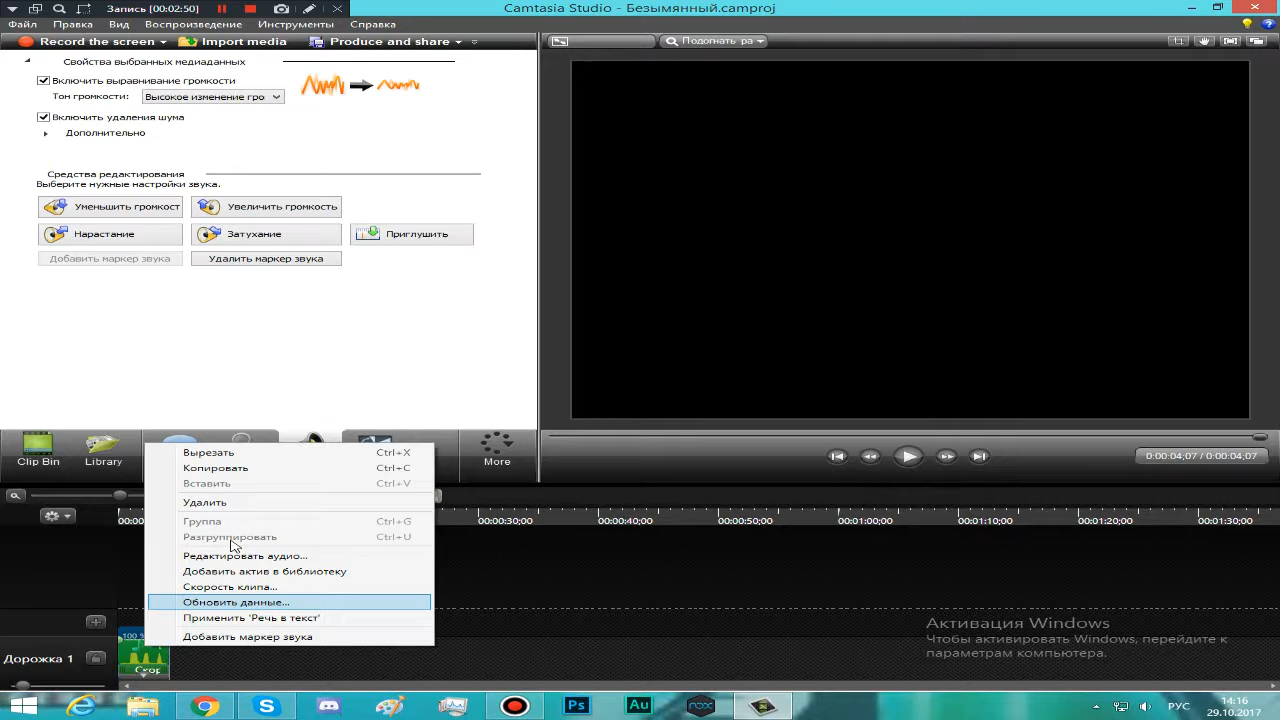 Запись [00:02:50]
Camtasia Studio - Безымянный.camproj
Файл Правка Вид Воспроизведение Инструменты Справка
Record the screen Import media Produce and share
Подогнать ра
Свойства выбранных медиаданных
Включить выравнивание громкости
Тон громкости: Высокое изменение гро
Включить удаления шума
Дополнительно
Средства редактирования
Выберите нужные настройки звука.
Уменьшить громкост Увеличить громкость
Нарастание Затухание Приглушить
Добавить маркер звука Удалить маркер звука
Clip Bin Library More
0:00:04;07 / 0:00:04;07
Вырезать Ctrl+X
Копировать Ctrl+C
Вставить Ctrl+V
Удалить
Группа Ctrl+G
Разгруппировать Ctrl+U
Редактировать аудио...
Добавить актив в библиотеку
Скорость клипа...
Обновить данные...
Применить 'Речь в текст'
Добавить маркер звука
00:00:30;00 00:00:40;00 00:00:50;00 00:01:00;00 00:01:10;00 00:01:20;00 00:01:30;00
100 %
Дорожка 1
Скор
Активация Windows
Чтобы активировать Windows, перейдите к
параметрам компьютера.
Ps Au nox
РУС
14:16
29.10.2017